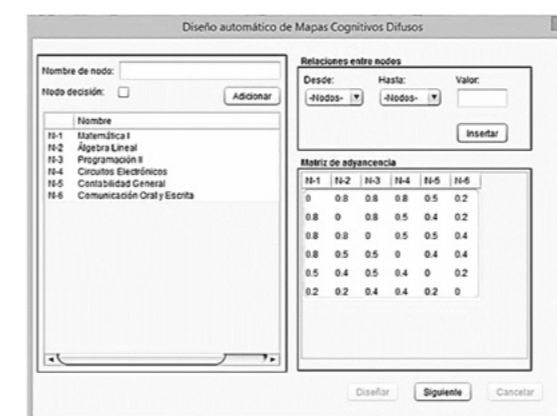 Diseño automático de Mapas Cognitivos Difusos
Nombre de nodo:
Nodo decisión:
Adicionar
Nombre
N-1 Matemática I
N-2 Álgebra Lineal
N-3 Programación II
N-4 Circuitos Electrónicos
N-5 Contabilidad General
N-6 Comunicación Oral y Escrita
Relaciones entre nodos
Desde: Hasta: Valor:
-Nodos- -Nodos-
Insertar
Matriz de adyancencia
N-1 N-2 N-3 N-4 N-5 N-6
0 0.8 0.8 0.8 0.5 0.2
0.8 0 0.8 0.5 0.4 0.2
0.8 0.8 0 0.5 0.5 0.4
0.8 0.5 0.5 0 0.4 0.4
0.5 0.4 0.5 0.4 0 0.2
0.2 0.2 0.4 0.4 0.2 0
Diseñar Siguiente Cancelar